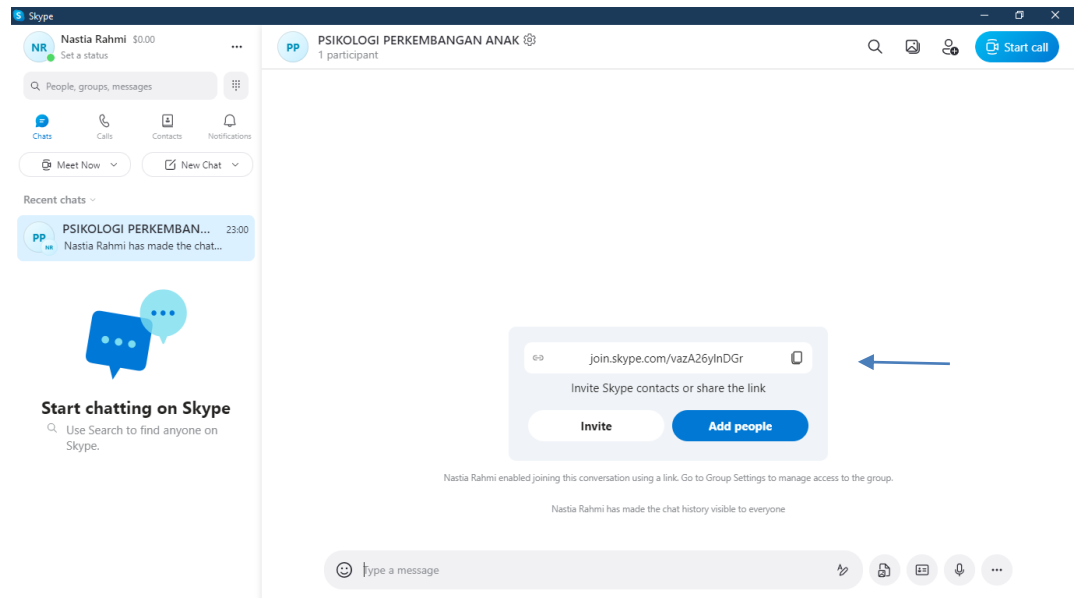 Skype
Nastia Rahmi $0.00
NR
Set a status
People, groups, messages
Chats
Calls
Contacts
Notifications
Meet Now
New Chat
Recent chats
PSIKOLOGI PERKEMBAN... 23:00
PP
NR
Nastia Rahmi has made the chat...
Start chatting on Skype
Use Search to find anyone on
Skype.
PP
PSIKOLOGI PERKEMBANGAN ANAK
1 participant
Start call
join.skype.com/vazA26ylnDGr
Invite Skype contacts or share the link
Invite
Add people
Nastia Rahmi enabled joining this conversation using a link. Go to Group Settings to manage access to the group.
Nastia Rahmi has made the chat history visible to everyone
Type a message